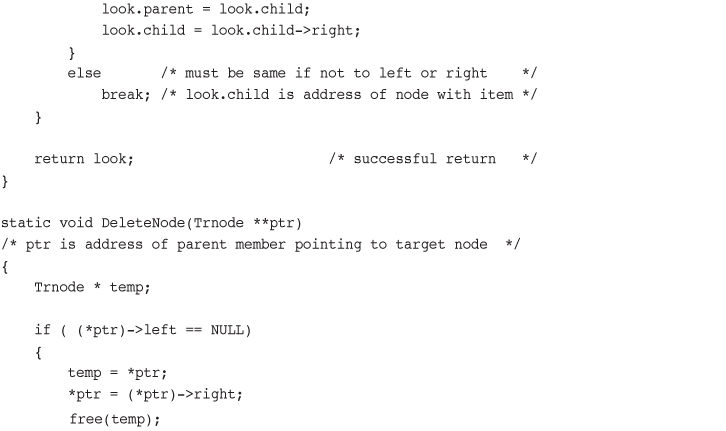 look.parent = look.child;
            look.child = look.child->right;
        }
        else       /* must be same if not to left or right    */
            break; /* look.child is address of node with item */
    }
    return look;                       /* successful return   */
}
static void DeleteNode(Trnode **ptr)
/* ptr is address of parent member pointing to target node  */
{
    Trnode * temp;
    if ( (*ptr)->left == NULL)
    {
        temp = *ptr;
        *ptr = (*ptr)->right;
        free(temp);